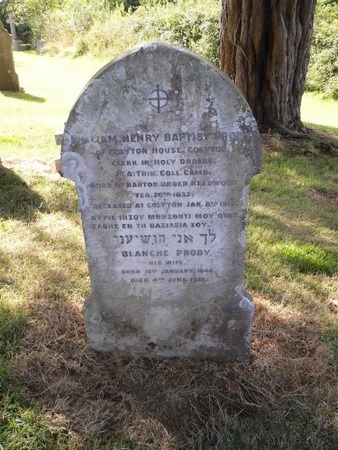 HENRY BAPTIST PROBY
OF COLYTON HOUSE, COLYTON
CLERK IN HOLY ORDERS,
M.A: TRIN. COLL. CAMB.
BORN AT BARTON UNDER NEEDWOOD
FEB. 20TH 1832.
DECEASED AT COLYTON JAN. 8TH
ΚΥΡΙΕ ΙΗΣΟΥ ΜΝΗΣΘΗΤΙ ΜΟΥ ΟΤΑΝ
ΕΛΘΗΣ ΕΝ ΤΗ ΒΑΣΙΛΕΙΑ ΣΟΥ.
לך אני הושיעני
BLANCHE PROBY
HIS WIFE.
BORN 16TH JANUARY 1840
DIED 4TH JUNE